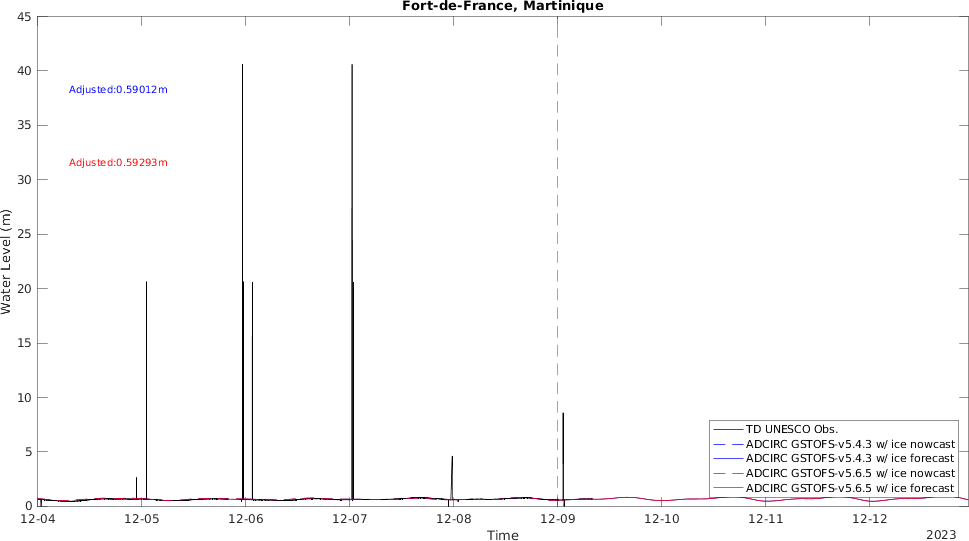 Fort-de-France, Martinique
45
40
35
30
25
20
15
10
5
0
Water Level (m)
Adjusted:0.59012m
Adjusted:0.59293m
TD UNESCO Obs.
ADCIRC GSTOFS-v5.4.3 w/ ice nowcast
ADCIRC GSTOFS-v5.4.3 w/ ice forecast
ADCIRC GSTOFS-v5.6.5 w/ ice nowcast
ADCIRC GSTOFS-v5.6.5 w/ ice forecast
12-04 12-05 12-06 12-07 12-08 12-09 12-10 12-11 12-12
Time
2023